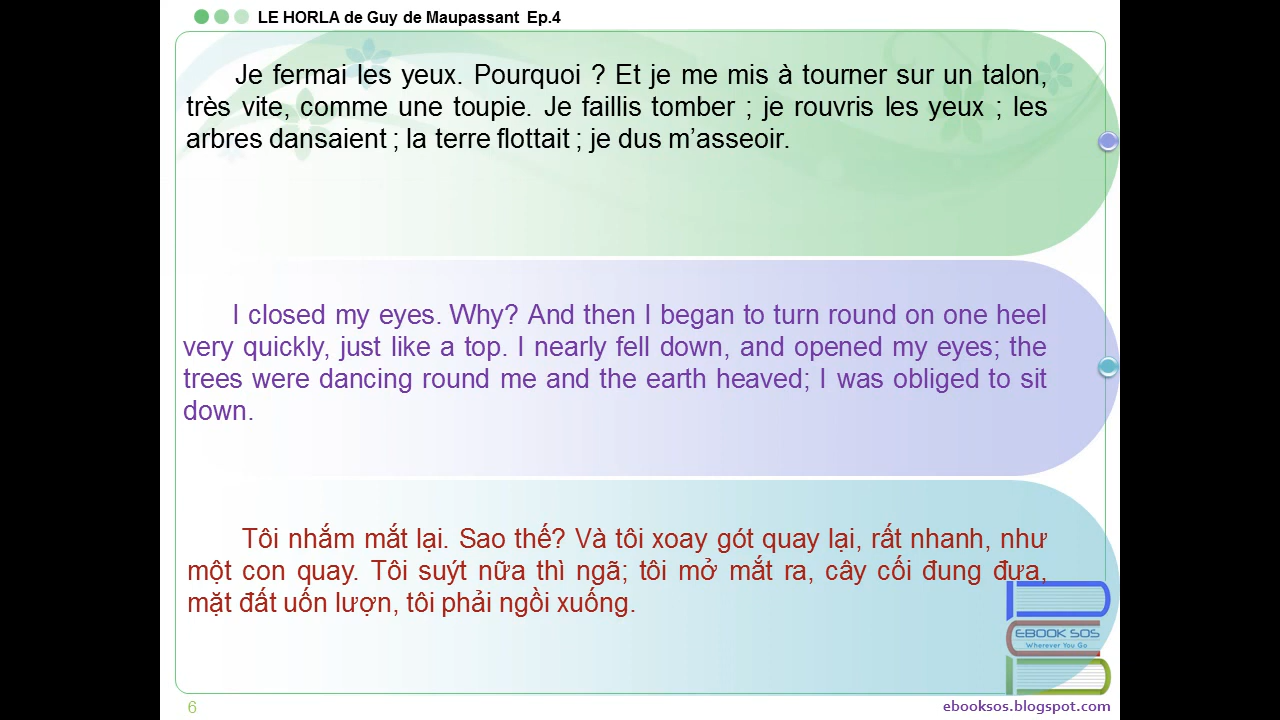 LE HORLA de Guy de Maupassant Ep.4
Je fermai les yeux. Pourquoi ? Et je me mis à tourner sur un talon,
très vite, comme une toupie. Je faillis tomber ; je rouvris les yeux ; les
arbres dansaient ; la terre flottait ; je dus m’asseoir.
I closed my eyes. Why? And then I began to turn round on one heel
very quickly, just like a top. I nearly fell down, and opened my eyes; the
trees were dancing round me and the earth heaved; I was obliged to sit
down.
Tôi nhắm mắt lại. Sao thế? Và tôi xoay gót quay lại, rất nhanh, như
một con quay. Tôi suýt nữa thì ngã; tôi mở mắt ra, cây cối đung đưa,
mặt đất uốn lượn, tôi phải ngồi xuống.
EBOOK SOS
Wherever You Go
6
ebooksos.blogspot.com